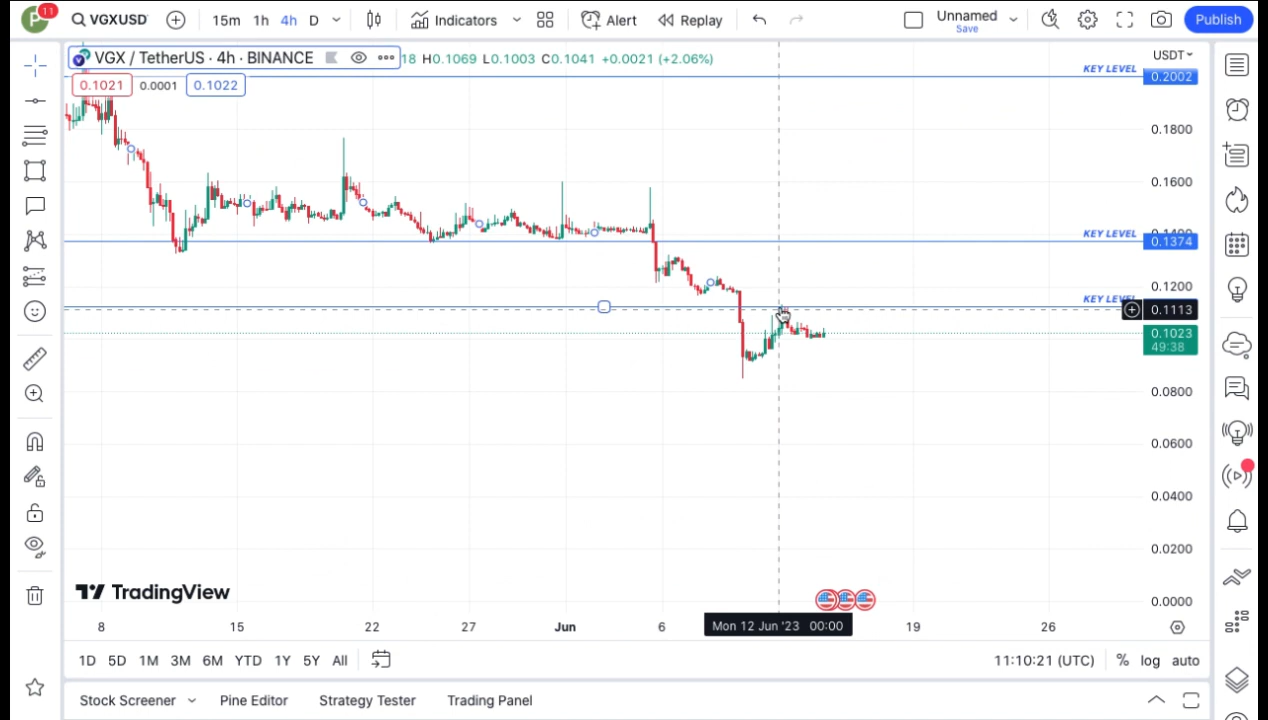 P
11
VGXUSD
15m 1h 4h D
Indicators
Alert
Replay
Unnamed
Save
Publish
VGX / TetherUS · 4h · BINANCE
18 H0.1069 L0.1003 C0.1041 +0.0021 (+2.06%)
USDT
0.1021 0.0001 0.1022
KEY LEVEL
0.2002
0.1800
0.1600
0.1400
KEY LEVEL
0.1374
0.1200
KEY LEVEL
0.1113
0.1023
49:38
0.0800
0.0600
0.0400
0.0200
0.0000
TradingView
8 15 22 27 Jun 6 Mon 12 Jun '23 00:00 19 26
1D 5D 1M 3M 6M YTD 1Y 5Y All
11:10:21 (UTC) % log auto
Stock Screener Pine Editor Strategy Tester Trading Panel